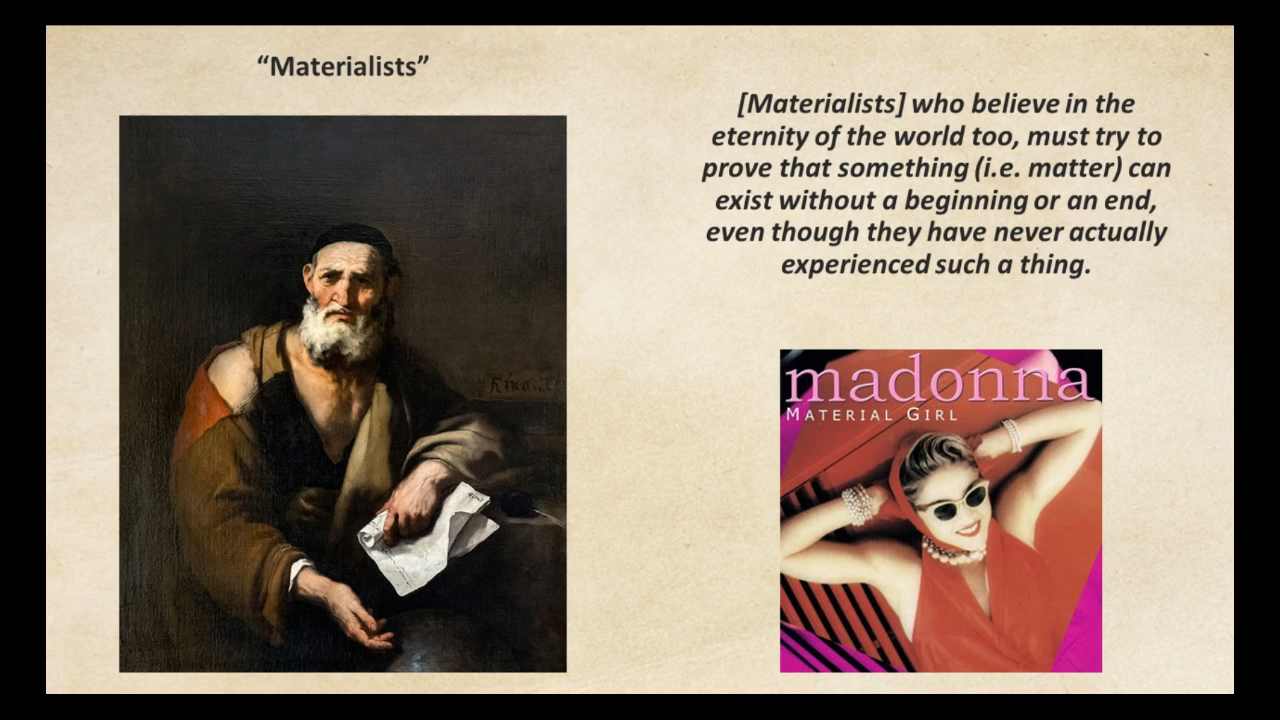 “Materialists”
[Materialists] who believe in the
eternity of the world too, must try to
prove that something (i.e. matter) can
exist without a beginning or an end,
even though they have never actually
experienced such a thing.
madonna
MATERIAL GIRL